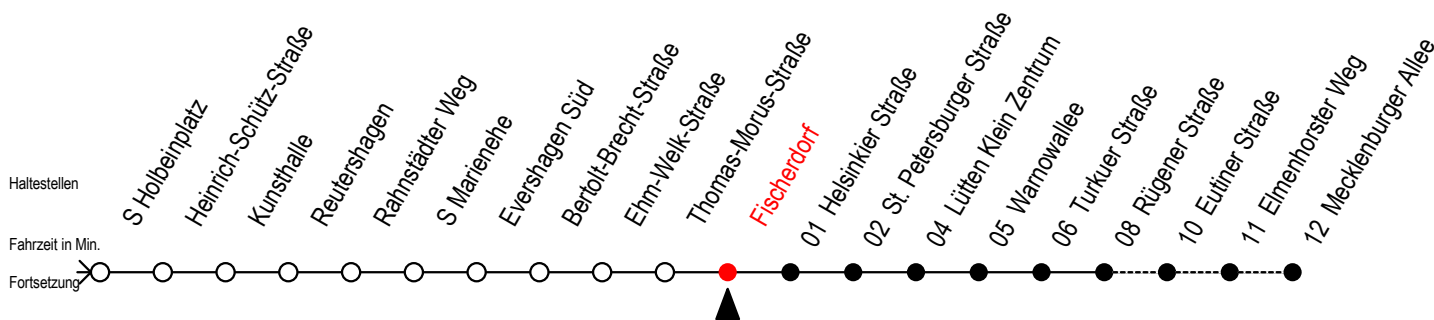 Haltestellen
Fahrzeit in Min.
Fortsetzung
S Holbeinplatz
Heinrich-Schütz-Straße
Kunsthalle
Reutershagen
Rahnstädter Weg
S Marienehe
Evershagen Süd
Bertolt-Brecht-Straße
Ehm-Welk-Straße
Thomas-Morus-Straße
Fischerdorf
01 Helsinkier Straße
02 St. Petersburger Straße
04 Lütten Klein Zentrum
05 Warnowallee
06 Turkuer Straße
08 Rügener Straße
10 Eutiner Straße
11 Elmenhorster Weg
12 Mecklenburger Allee